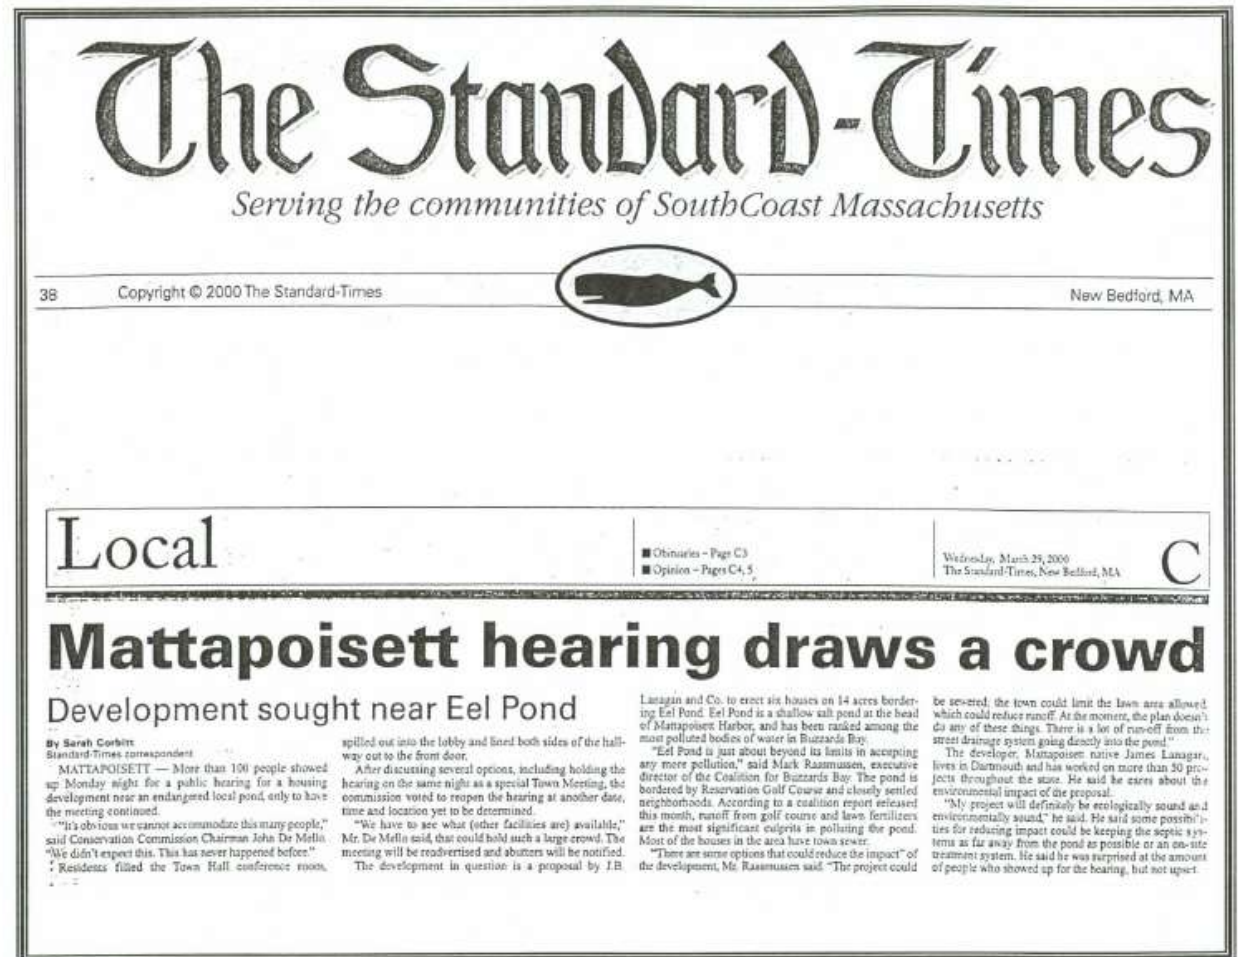 The Standard-Times
Serving the communities of SouthCoast Massachusetts
38 Copyright © 2000 The Standard-Times New Bedford, MA
Local
■ Obituaries – Page C3
■ Opinion – Pages C4, 5
Wednesday, March 29, 2000
The Standard-Times, New Bedford, MA
C
Mattapoisett hearing draws a crowd
Development sought near Eel Pond
By Sarah Corbitt
Standard-Times correspondent
MATTAPOISETT — More than 100 people showed
up Monday night for a public hearing for a housing
development near an endangered local pond, only to have
the meeting continued.
"It's obvious we cannot accommodate this many people,"
said Conservation Commission Chairman John De Mello.
"We didn't expect this. This has never happened before."
Residents filled the Town Hall conference room,
spilled out into the lobby and lined both sides of the hall-
way out to the front door.
After discussing several options, including holding the
hearing on the same night as a special Town Meeting, the
commission voted to reopen the hearing at another date,
time and location yet to be determined.
"We have to see what (other facilities are) available,"
Mr. De Mello said, that could hold such a large crowd. The
meeting will be readvertised and abutters will be notified.
The development in question is a proposal by J.B.
Lanagan and Co. to erect six houses on 14 acres border-
ing Eel Pond. Eel Pond is a shallow salt pond at the head
of Mattapoisett Harbor, and has been ranked among the
most polluted bodies of water in Buzzards Bay.
"Eel Pond is just about beyond its limits in accepting
any more pollution," said Mark Rasmussen, executive
director of the Coalition for Buzzards Bay. The pond is
bordered by Reservation Golf Course and closely settled
neighborhoods. According to a coalition report released
this month, runoff from golf course and lawn fertilizers
are the most significant culprits in polluting the pond.
Most of the houses in the area have town sewer.
"There are some options that could reduce the impact" of
the development, Mr. Rasmussen said. "The project could
be sewered, the town could limit the lawn area allowed
which could reduce runoff. At the moment, the plan doesn't
do any of these things. There is a lot of run-off from the
street drainage system going directly into the pond."
The developer, Mattapoisett native James Lanagan,
lives in Dartmouth and has worked on more than 50 pro-
jects throughout the state. He said he cares about the
environmental impact of the proposal.
"My project will definitely be ecologically sound and
environmentally sound," he said. He said some possibili-
ties for reducing impact could be keeping the septic sys-
tems as far away from the pond as possible or an on-site
treatment system. He said he was surprised at the amount
of people who showed up for the hearing, but not upset.